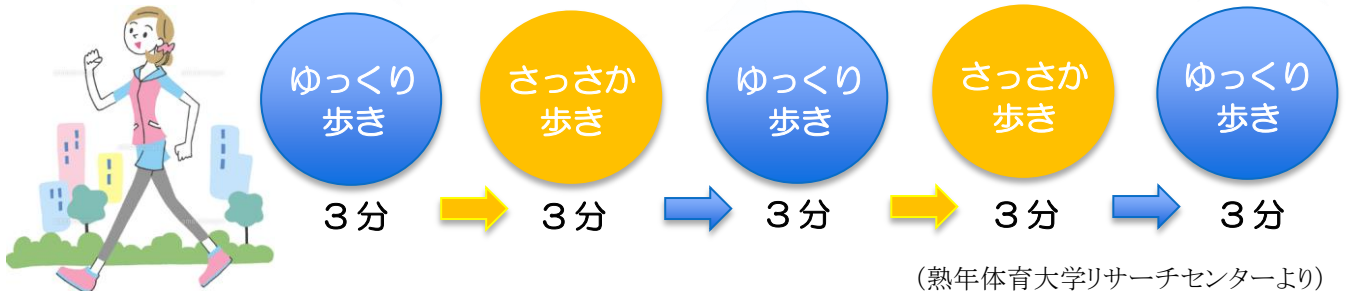 ゆっくり
歩き
さっさか
歩き
ゆっくり
歩き
さっさか
歩き
ゆっくり
歩き
３分
３分
３分
３分
３分
（熟年体育大学リサーチセンターより）